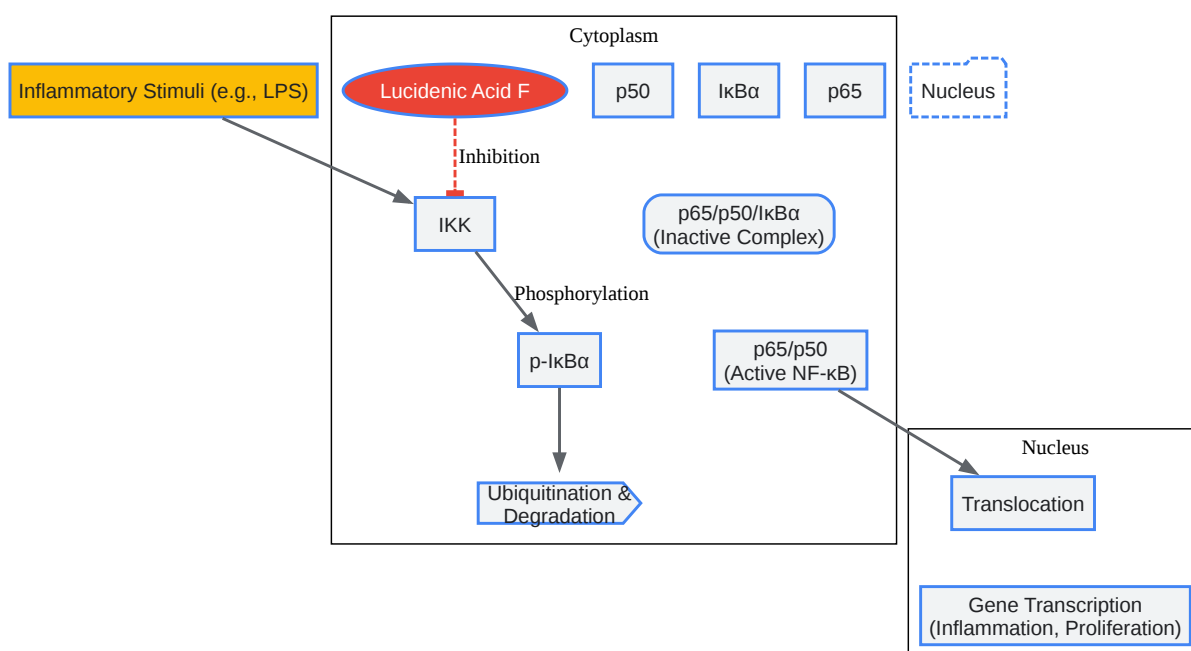 Cytoplasm
Inflammatory Stimuli (e.g., LPS)
Lucidenic Acid F
p50
IκBα
p65
Nucleus
Inhibition
IKK
p65/p50/IκBα
(Inactive Complex)
Phosphorylation
p-IκBα
p65/p50
(Active NF-κB)
Nucleus
Ubiquitination &
Degradation
Translocation
Gene Transcription
(Inflammation, Proliferation)